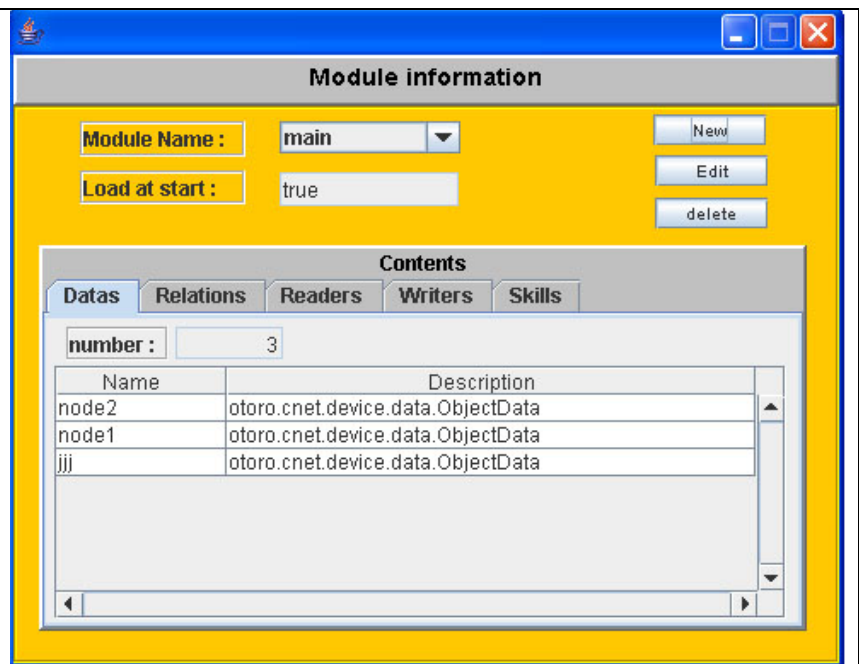 Module information
Module Name :
main
New
Load at start :
true
Edit
delete
Contents
Datas Relations Readers Writers Skills
number :
3
Name Description
node2 otoro.cnet.device.data.ObjectData
node1 otoro.cnet.device.data.ObjectData
jjj otoro.cnet.device.data.ObjectData